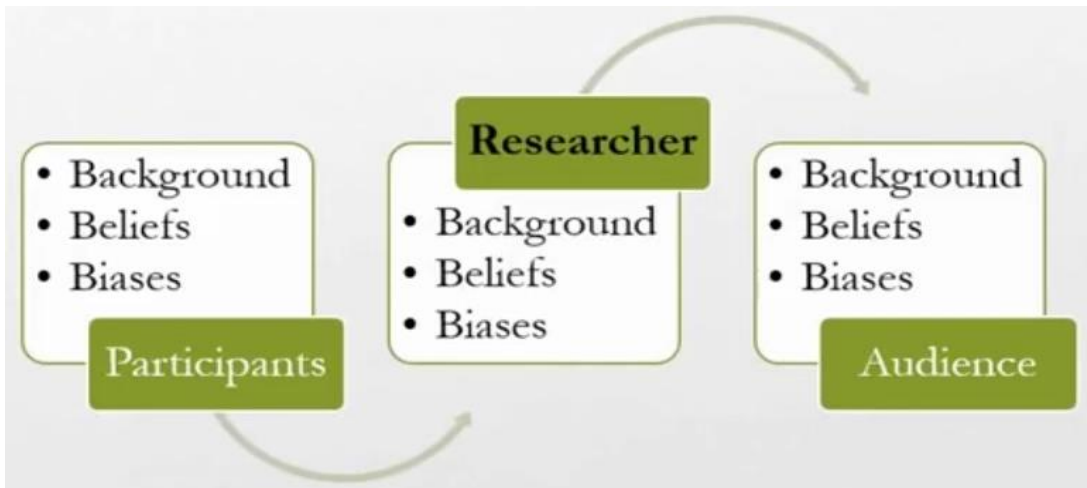 • Background
• Beliefs
• Biases
Participants
Researcher
• Background
• Beliefs
• Biases
• Background
• Beliefs
• Biases
Audience